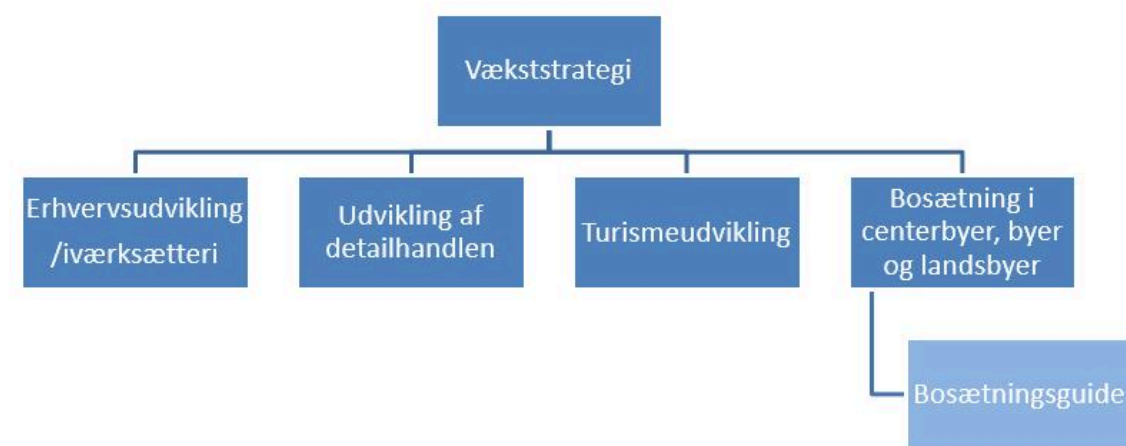 Vækststrategi
Erhvervsudvikling
/iværksætteri
Udvikling af
detailhandlen
Turismeudvikling
Bosætning i
centerbyer, byer
og landsbyer
Bosætningsguide